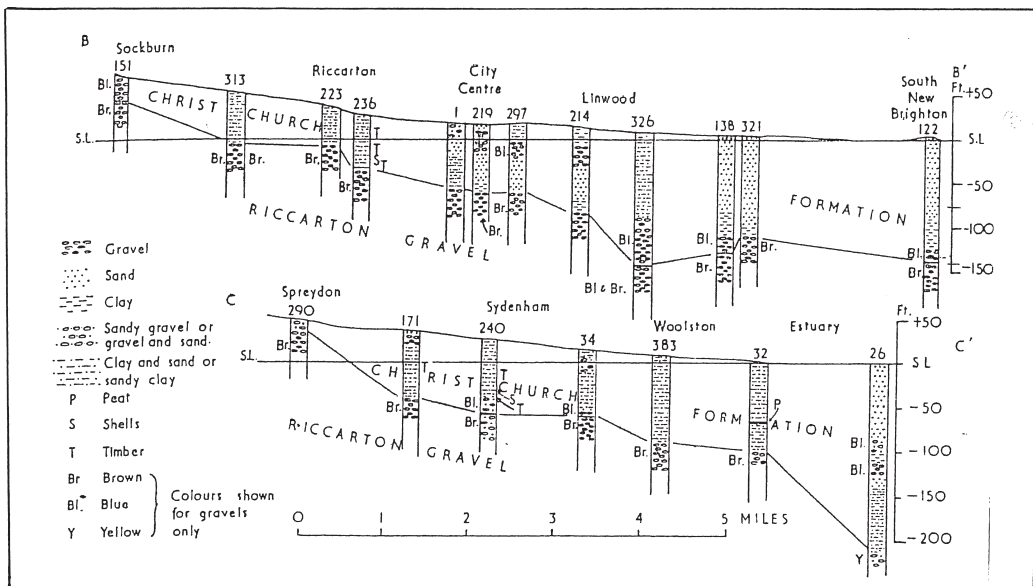 B
Sockburn
151
313
Riccarton
223
236
City
Centre
1
219
297
Linwood
214
326
138
321
South
New
Brighton
122
B'
Ft.
+50
S.L
-50
-100
-150
S.L.
Bl.
Br.
CHRIST CHURCH FORMATION
Br.
Br.
Br.
T
T
S
T
Br.
Bl.
Br.
Br.
Bl.
Bl & Br.
Bl.
Br.
Br.
Bl.
Br.
RICCARTON GRAVEL
C
Spreydon
290
171
Sydenham
240
34
Woolston
383
32
Estuary
26
C'
Ft.
+50
S L
-50
-100
-150
-200
S.L.
Br.
CHRIST CHURCH FORMATION
T
T
S
T
Br.
Bl.
Br.
Bl.
Br.
Br.
P
Br.
Bl.
Bl.
Y
RICCARTON GRAVEL
Gravel
Sand
Clay
Sandy gravel or
gravel and sand
Clay and sand or
sandy clay
P Peat
S Shells
T Timber
Br Brown
Bl. Blue
Y Yellow
Colours shown
for gravels
only
0 1 2 3 4 5 MILES